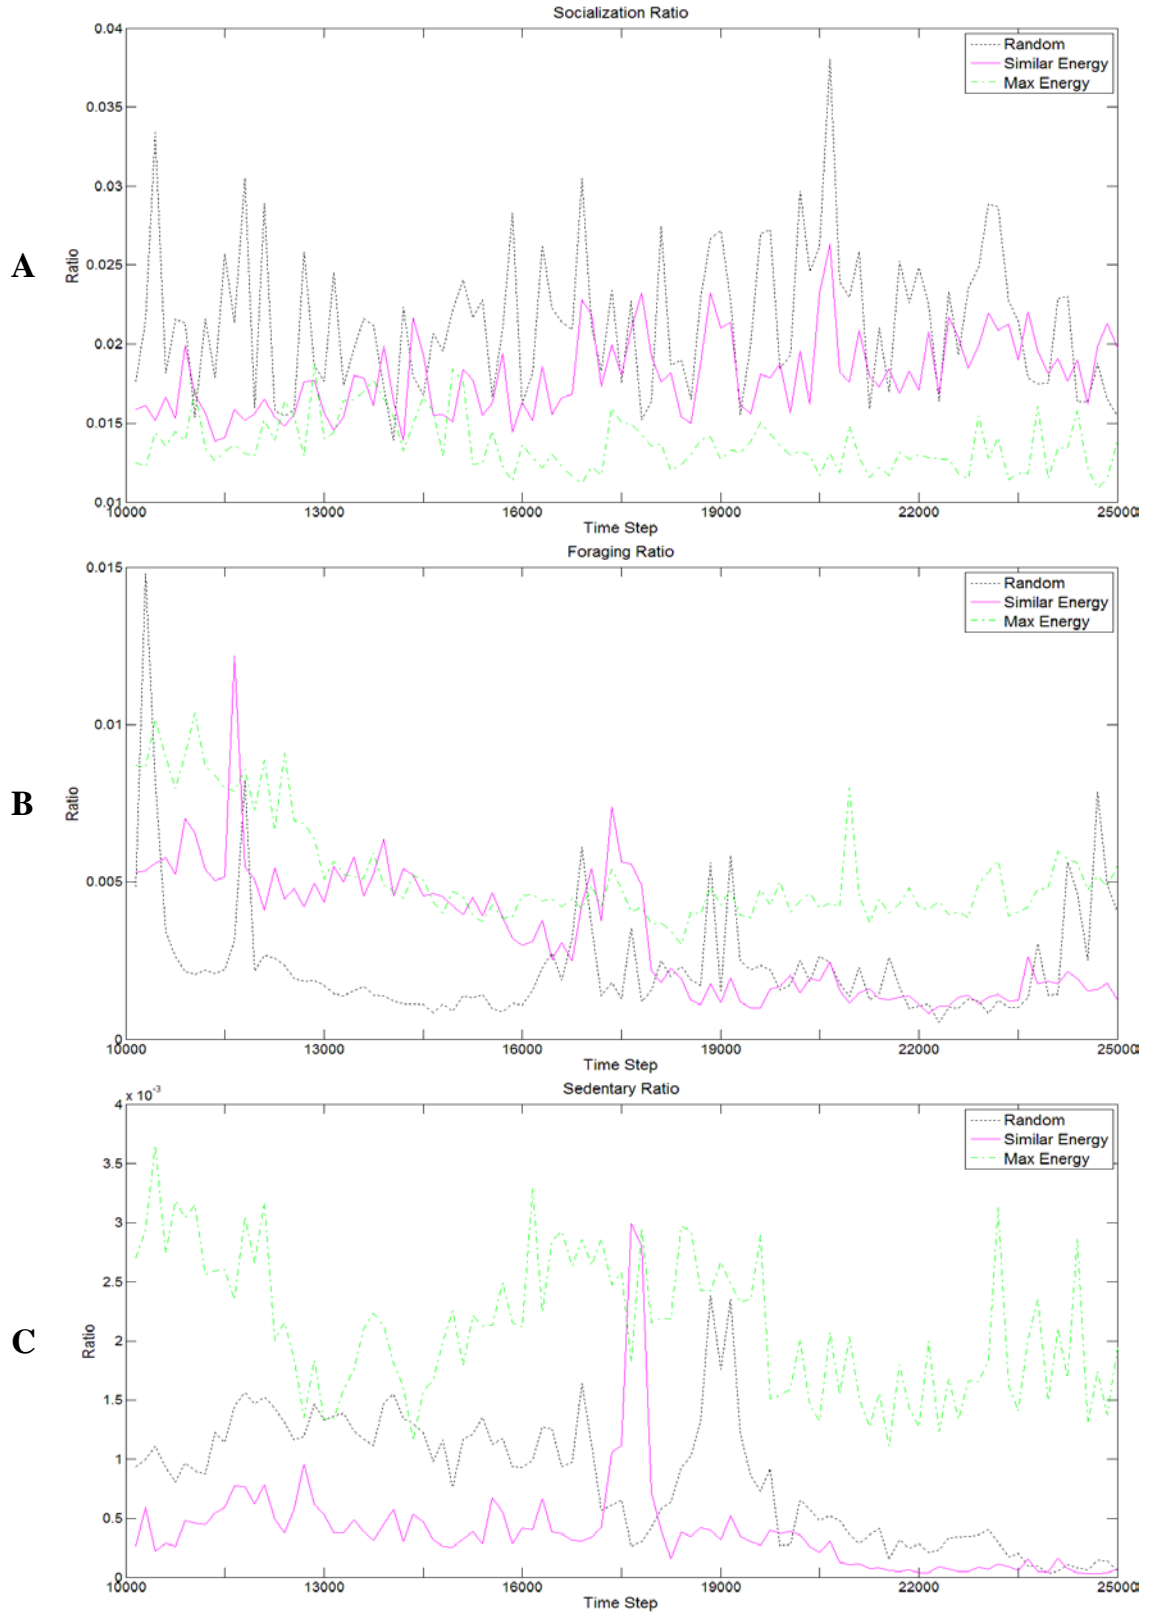 Socialization Ratio
0.04
Random
Similar Energy
Max Energy
0.035
0.03
A
0.025
Ratio
0.02
0.015
0.01
10000 13000 16000 19000 22000 25000
Time Step
Foraging Ratio
0.015
Random
Similar Energy
Max Energy
0.01
B
Ratio
0.005
0
10000 13000 16000 19000 22000 25000
Time Step
Sedentary Ratio
x 10⁻³
4
Random
Similar Energy
Max Energy
3.5
3
2.5
2
C
Ratio
1.5
1
0.5
0
10000 13000 16000 19000 22000 25000
Time Step